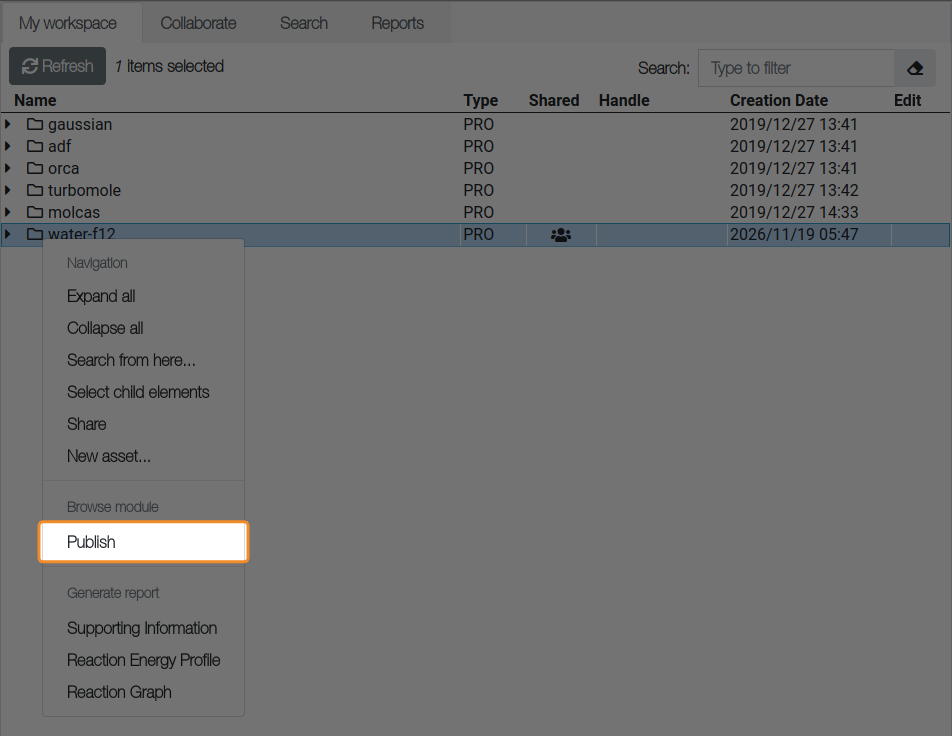 My workspace Collaborate Search Reports
Refresh 1 items selected Search: Type to filter
Name Type Shared Handle Creation Date Edit
gaussian PRO 2019/12/27 13:41
adf PRO 2019/12/27 13:41
orca PRO 2019/12/27 13:41
turbomole PRO 2019/12/27 13:42
molcas PRO 2019/12/27 14:33
water-f12 PRO 2026/11/19 05:47
Navigation
Expand all
Collapse all
Search from here...
Select child elements
Share
New asset...
Browse module
Publish
Generate report
Supporting Information
Reaction Energy Profile
Reaction Graph